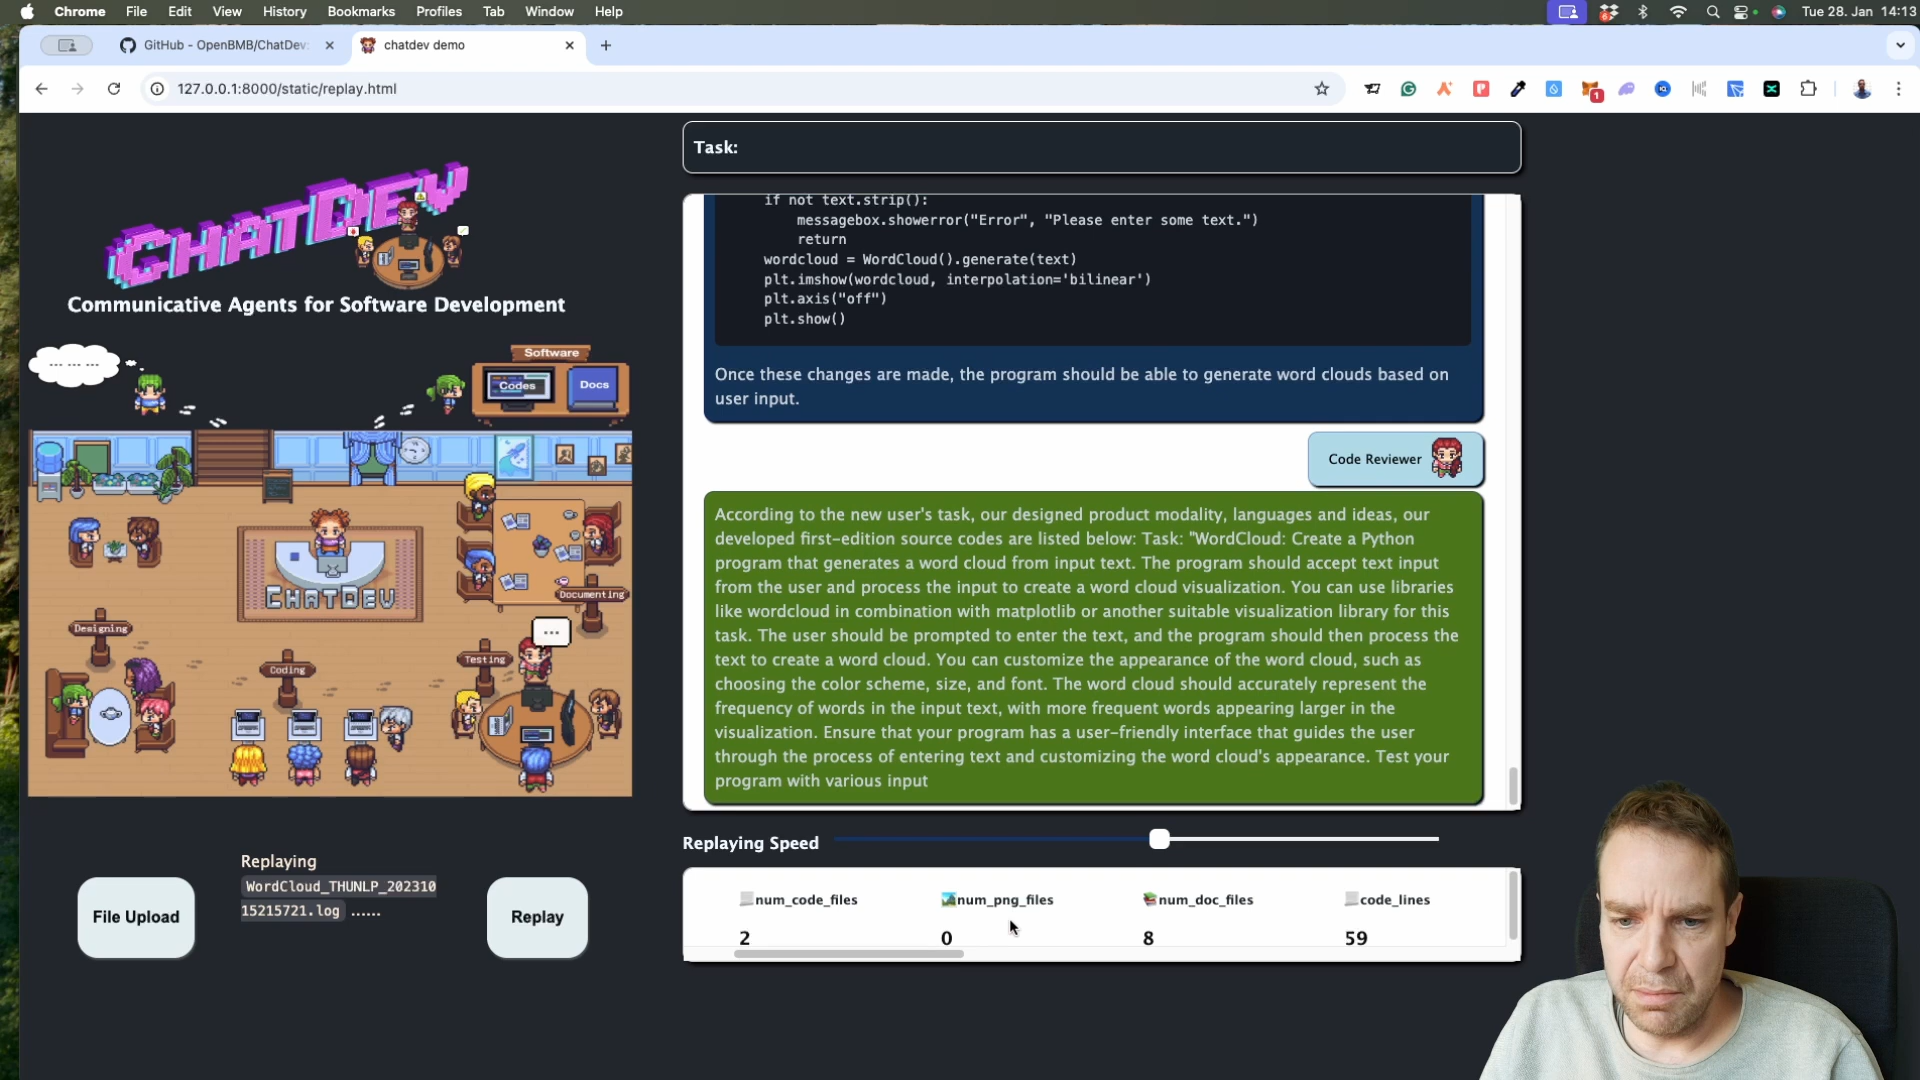 Chrome File Edit View History Bookmarks Profiles Tab Window Help
Tue 28. Jan 14:13
GitHub - OpenBMB/ChatDev:
chatdev demo
127.0.0.1:8000/static/replay.html
1
CHATDEV
Communicative Agents for Software Development
--- --- ---
Software
Codes
Docs
CHATDEV
Documenting
Designing
...
Testing
Coding
File Upload
Replaying
WordCloud_THUNLP_202310
15215721.log ......
Replay
Task:
if not text.strip():
messagebox.showerror("Error", "Please enter some text.")
return
wordcloud = WordCloud().generate(text)
plt.imshow(wordcloud, interpolation='bilinear')
plt.axis("off")
plt.show()
Once these changes are made, the program should be able to generate word clouds based on
user input.
Code Reviewer
According to the new user's task, our designed product modality, languages and ideas, our
developed first-edition source codes are listed below: Task: "WordCloud: Create a Python
program that generates a word cloud from input text. The program should accept text input
from the user and process the input to create a word cloud visualization. You can use libraries
like wordcloud in combination with matplotlib or another suitable visualization library for this
task. The user should be prompted to enter the text, and the program should then process the
text to create a word cloud. You can customize the appearance of the word cloud, such as
choosing the color scheme, size, and font. The word cloud should accurately represent the
frequency of words in the input text, with more frequent words appearing larger in the
visualization. Ensure that your program has a user-friendly interface that guides the user
through the process of entering text and customizing the word cloud's appearance. Test your
program with various input
Replaying Speed
num_code_files num_png_files num_doc_files code_lines
2 0 8 59